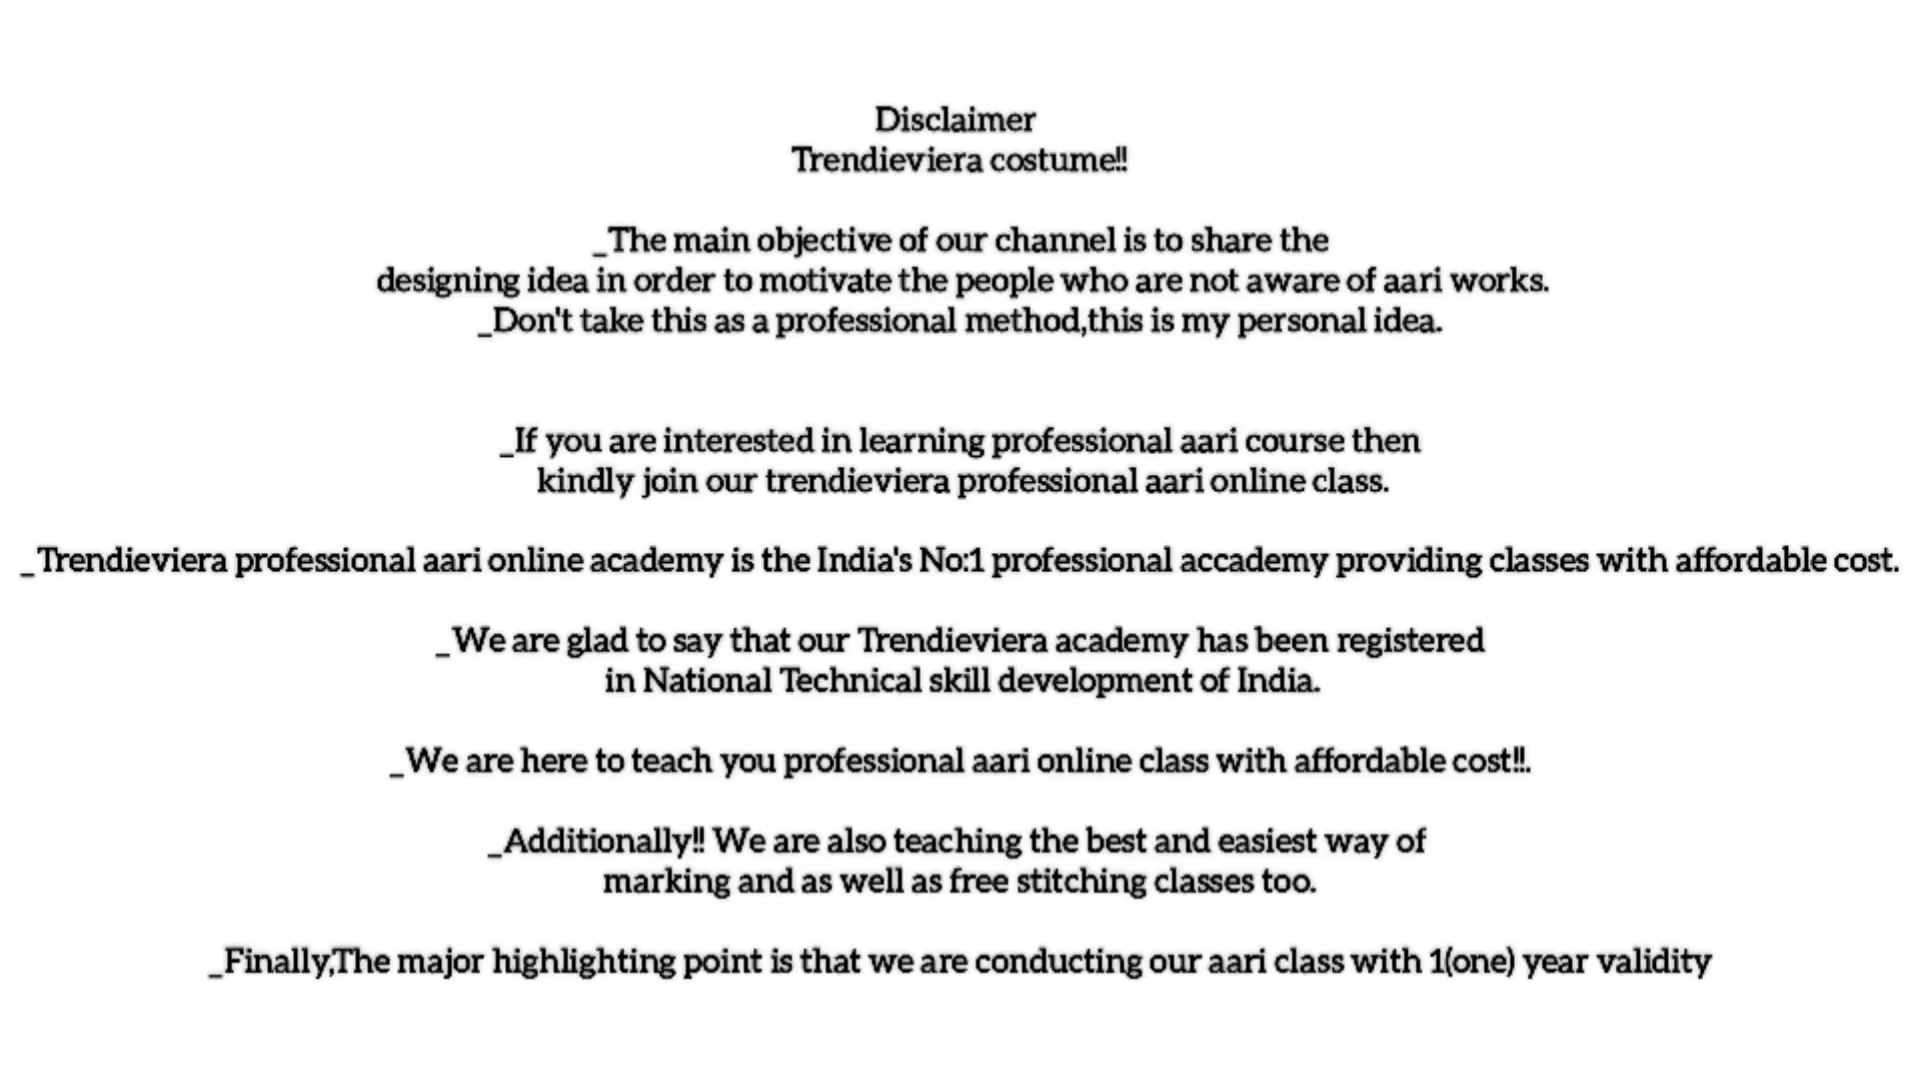 Disclaimer
Trendieviera costume!!
_The main objective of our channel is to share the
designing idea in order to motivate the people who are not aware of aari works.
_Don't take this as a professional method,this is my personal idea.
_If you are interested in learning professional aari course then
kindly join our trendieviera professional aari online class.
_Trendieviera professional aari online academy is the India's No:1 professional accademy providing classes with affordable cost.
_We are glad to say that our Trendieviera academy has been registered
in National Technical skill development of India.
_We are here to teach you professional aari online class with affordable cost!!.
_Additionally!! We are also teaching the best and easiest way of
marking and as well as free stitching classes too.
_Finally,The major highlighting point is that we are conducting our aari class with 1(one) year validity